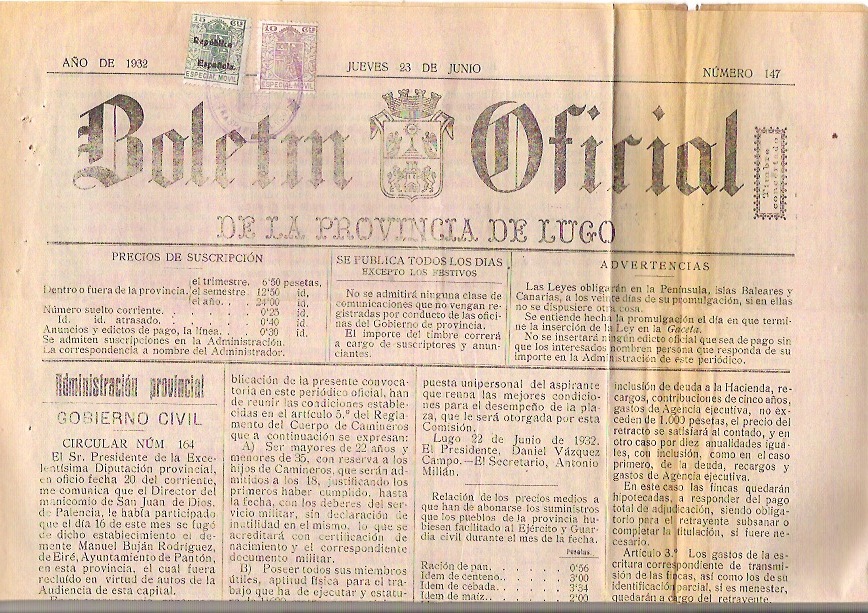 AÑO DE 1932
JUEVES 23 DE JUNIO
NÚMERO 147
15 CS
República
Española.
ESPECIAL MÓVIL
10 CS
ESPECIAL MÓVIL
Boletín Oficial
Timbre
concertado
DE LA PROVINCIA DE LUGO
PRECIOS DE SUSCRIPCIÓN
el trimestre. 6'50 pesetas.
Dentro o fuera de la provincia. el semestre. 12'50 id.
el año. . 24'00 id.
Número suelto corriente. . . . 0'25 id.
Id. id. atrasado. . . . 0'40 id.
Anuncios y edictos de pago, la línea. . 0'30 id.
Se admiten suscripciones en la Administración.
La correspondencia a nombre del Administrador.
SE PUBLICA TODOS LOS DIAS
EXCEPTO LOS FESTIVOS
No se admitirá ninguna clase de
comunicaciones que no vengan re-
gistradas por conducto de las ofici-
nas del Gobierno de provincia.
El importe del timbre correrá
a cargo de suscriptores y anun-
ciantes.
ADVERTENCIAS
Las Leyes obligarán en la Península, islas Baleares y
Canarias, a los veinte días de su promulgación, si en ellas
no se dispusiere otra cosa.
Se entiende hecha la promulgación el día en que termi-
ne la inserción de la Ley en la Gaceta.
No se insertará ningún edicto oficial que sea de pago sin
que los interesados nombren persona que responda de su
importe en la Administración de este periódico.
Administración provincial
GOBIERNO CIVIL
CIRCULAR NÚM 164
El Sr. Presidente de la Exce-
lentísima Diputación provincial,
en oficio fecha 20 del corriente,
me comunica que el Director del
manicomio de San Juan de Dios,
de Palencia, le había participado
que el día 16 de este mes se fugó
de dicho establecimiento el de-
mente Manuel Buján Rodríguez,
de Eiré, Ayuntamiento de Pantón,
en esta provincia, el cual fuera
recluído en virtud de autos de la
Audiencia de esta capital.
blicación de la presente convoca-
toria en este periódico oficial, han
de reunir las condiciones estable-
cidas en el artículo 5.º del Regla-
mento del Cuerpo de Camineros
que a continuación se expresan:
A) Ser mayores de 22 años y
menores de 35, con reserva a los
hijos de Camineros, que serán ad-
mitidos a los 18, justificando los
primeros haber cumplido, hasta
la fecha, con los deberes del ser-
vicio militar, sin declaración de
inutilidad en el mismo, lo que se
acreditará con certificación de
nacimiento y el correspondiente
documento militar.
B) Poseer todos sus miembros
útiles, aptitud física para el tra-
bajo que ha de ejecutar y estatu-
puesta unipersonal del aspirante
que reuna las mejores condicio-
nes para el desempeño de la pla-
za, que le será otorgada por esta
Comisión.
Lugo 22 de Junio de 1932.
—El Presidente, Daniel Vázquez
Campo.—El Secretario, Antonio
Millán.
Relación de los precios medios a
que han de abonarse los suministros
que los pueblos de la provincia hu-
biesen facilitado al Ejército y Guar-
dia civil durante el mes de la fecha.
Pesetas.
Ración de pan. . . . 0'56
Idem de centeno. . . . 3'00
Idem de cebada. . . . 3'34
Idem de maíz. . . . 2'00
inclusión de deuda a la Hacienda, re-
cargos, contribuciones de cinco años,
gastos de Agencia ejecutiva, no ex-
ceden de 1.000 pesetas, el precio del
retracto se satisfará al contado, y en
otro caso por diez anualidades igua-
les, con inclusión, como en el caso
primero, de la deuda, recargos y
gastos de Agencia ejecutiva.
En este caso las fincas quedarán
hipotecadas, a responder del pago
total de adjudicación, siendo obliga-
torio para el retrayente subsanar o
completar la titulación, si fuere ne-
cesario.
Artículo 3.º Los gastos de la es-
critura correspondiente de transmi-
sión de las fincas, así como los de su
identificación parcial, si es menester,
quedarán a cargo del retrayente.